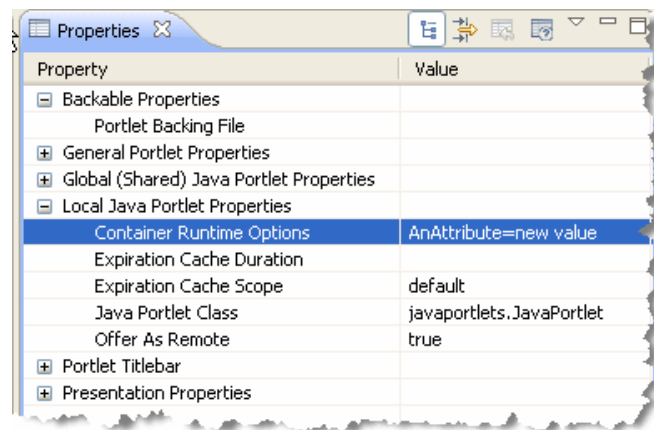 Properties
Property Value
Backable Properties
Portlet Backing File
General Portlet Properties
Global (Shared) Java Portlet Properties
Local Java Portlet Properties
Container Runtime Options AnAttribute=new value
Expiration Cache Duration
Expiration Cache Scope default
Java Portlet Class javaportlets.JavaPortlet
Offer As Remote true
Portlet Titlebar
Presentation Properties